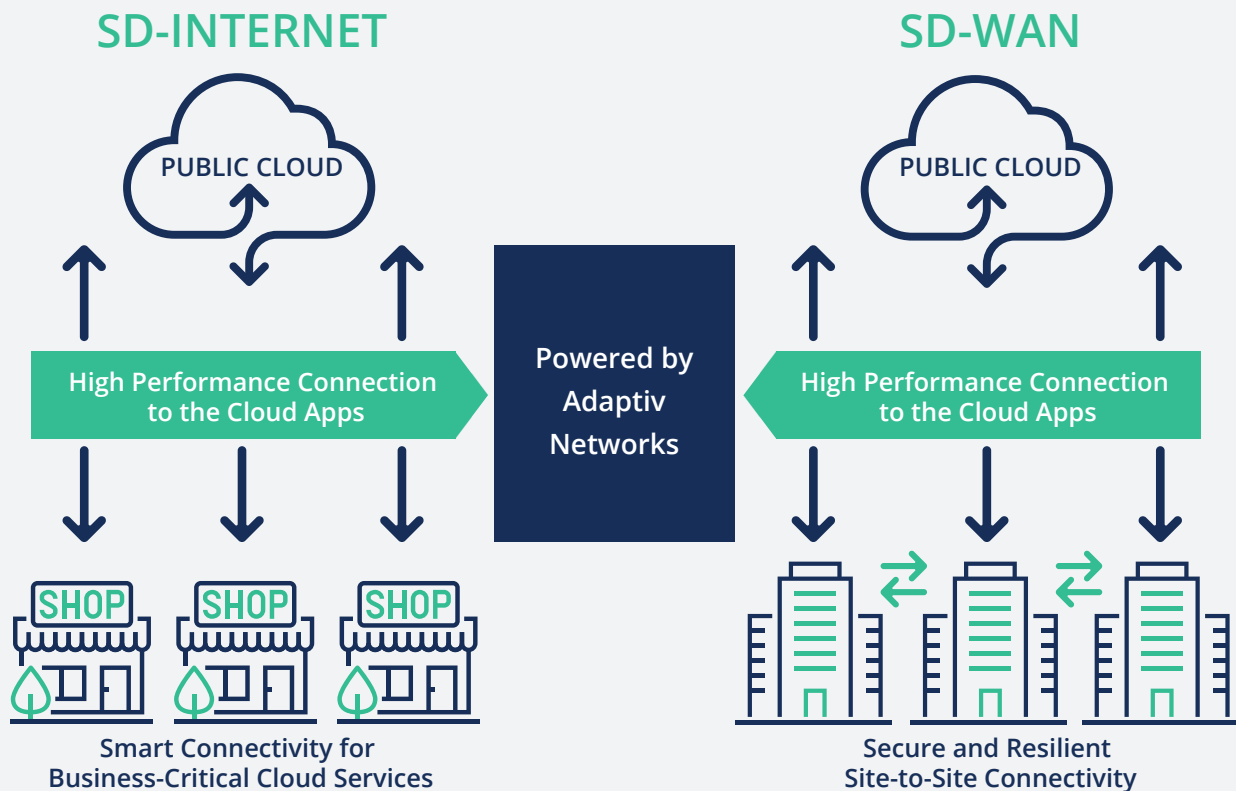 SD-INTERNET
PUBLIC CLOUD
High Performance Connection
to the Cloud Apps
SHOP
SHOP
SHOP
Smart Connectivity for
Business-Critical Cloud Services
Powered by
Adaptiv
Networks
SD-WAN
PUBLIC CLOUD
High Performance Connection
to the Cloud Apps
Secure and Resilient
Site-to-Site Connectivity